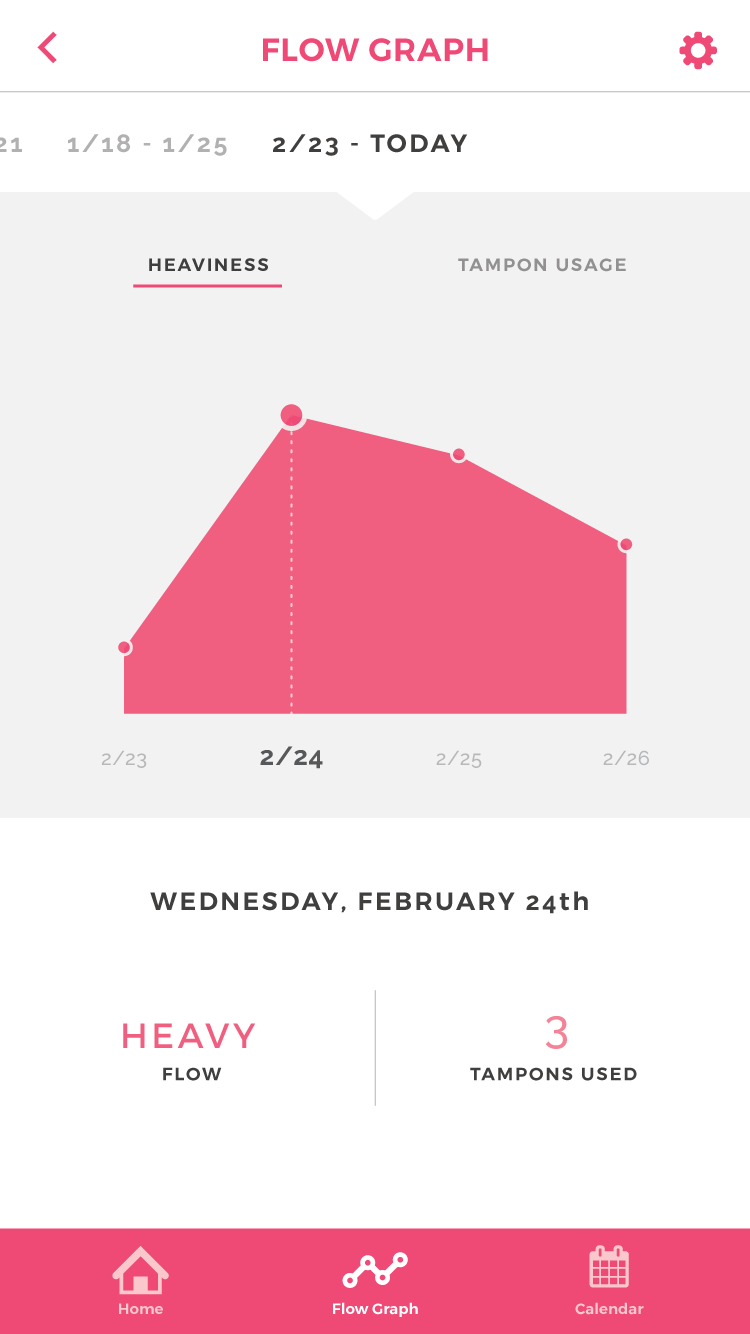 FLOW GRAPH
21 1/18 - 1/25 2/23 - TODAY
HEAVINESS TAMPON USAGE
2/23 2/24 2/25 2/26
WEDNESDAY, FEBRUARY 24th
HEAVY 3
FLOW TAMPONS USED
Home Flow Graph Calendar